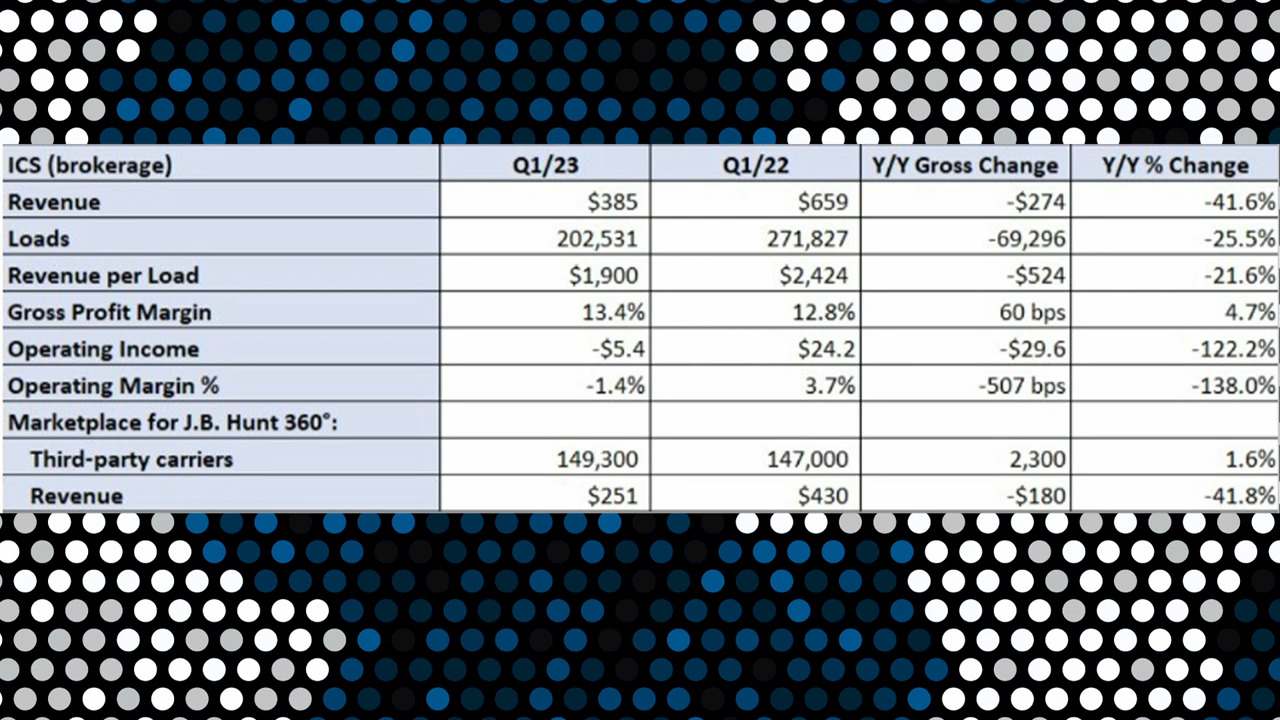 ICS (brokerage) Q1/23 Q1/22 Y/Y Gross Change Y/Y % Change
Revenue $385 $659 -$274 -41.6%
Loads 202,531 271,827 -69,296 -25.5%
Revenue per Load $1,900 $2,424 -$524 -21.6%
Gross Profit Margin 13.4% 12.8% 60 bps 4.7%
Operating Income -$5.4 $24.2 -$29.6 -122.2%
Operating Margin % -1.4% 3.7% -507 bps -138.0%
Marketplace for J.B. Hunt 360°:
Third-party carriers 149,300 147,000 2,300 1.6%
Revenue $251 $430 -$180 -41.8%